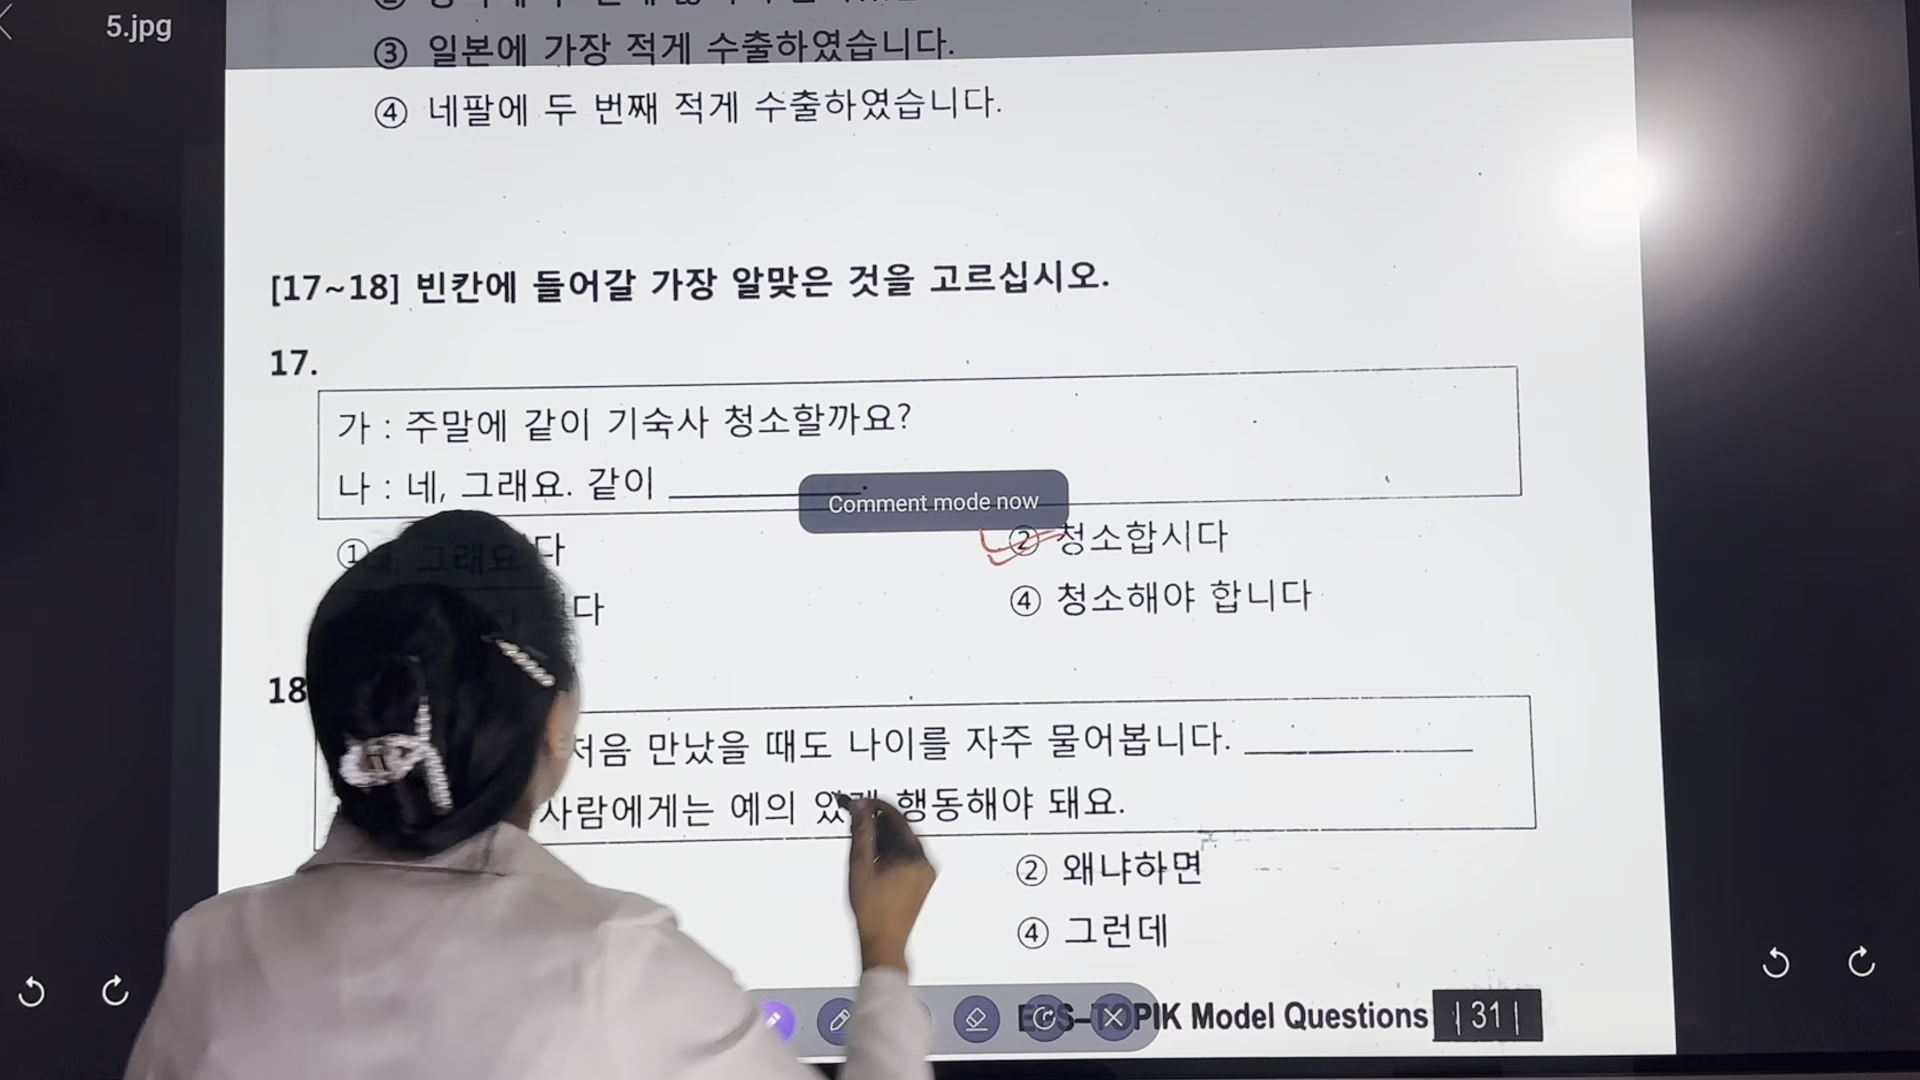 5.jpg
③ 일본에 가장 적게 수출하였습니다.
④ 네팔에 두 번째 적게 수출하였습니다.
[17~18] 빈칸에 들어갈 가장 알맞은 것을 고르십시오.
17.
가 : 주말에 같이 기숙사 청소할까요?
나 : 네, 그래요. 같이
Comment mode now
①
② 청소합시다
④ 청소해야 합니다
18
처음 만났을 때도 나이를 자주 물어봅니다.
사람에게는 예의 있게 행동해야 돼요.
② 왜냐하면
④ 그런데
EPS-TOPIK Model Questions | 31 |